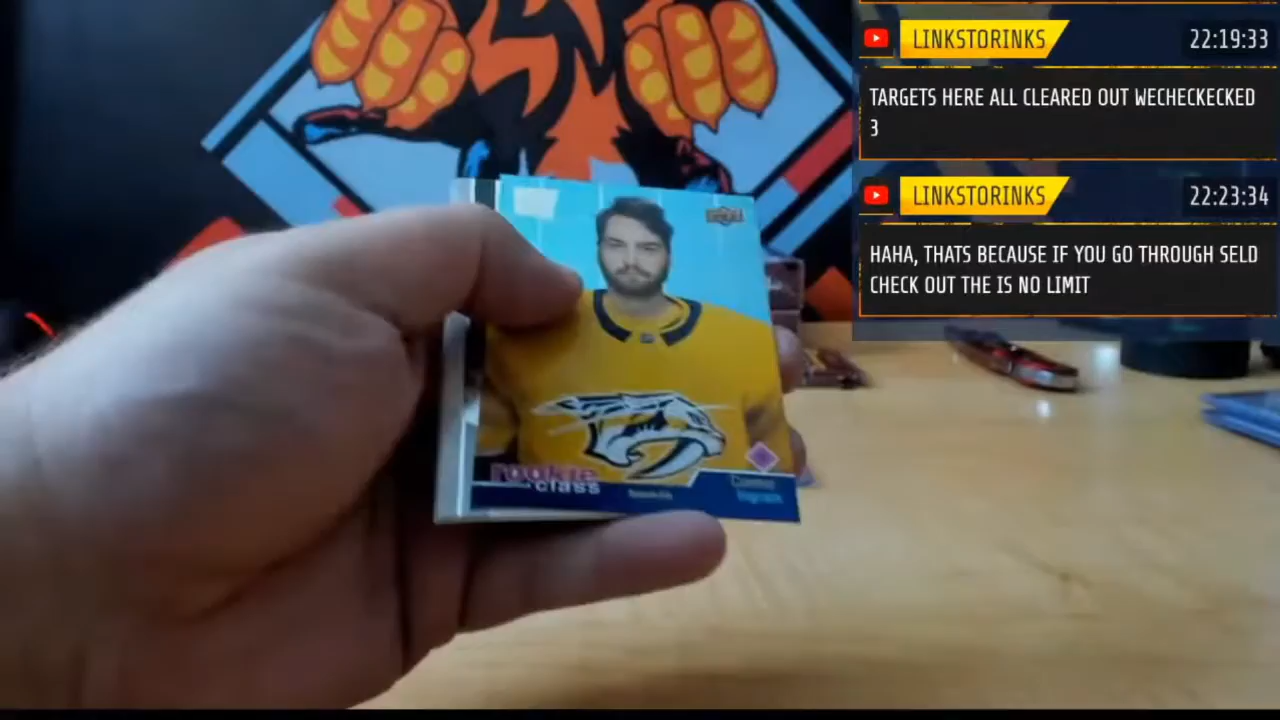 LINKSTORINKS
22:19:33
TARGETS HERE ALL CLEARED OUT WECHECKECKED
3
LINKSTORINKS
22:23:34
HAHA, THATS BECAUSE IF YOU GO THROUGH SELD
CHECK OUT THE IS NO LIMIT
rookie
class